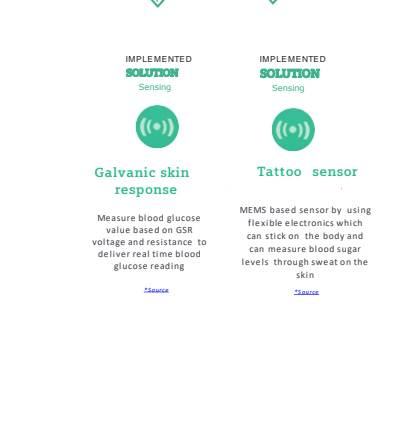 IMPLEMENTED
SOLUTION
Sensing
Galvanic skin
response
Measure blood glucose
value based on GSR
voltage and resistance to
deliver real time blood
glucose reading
*Source
IMPLEMENTED
SOLUTION
Sensing
Tattoo sensor
MEMS based sensor by using
flexible electronics which
can stick on the body and
can measure blood sugar
levels through sweat on the
skin
*Source